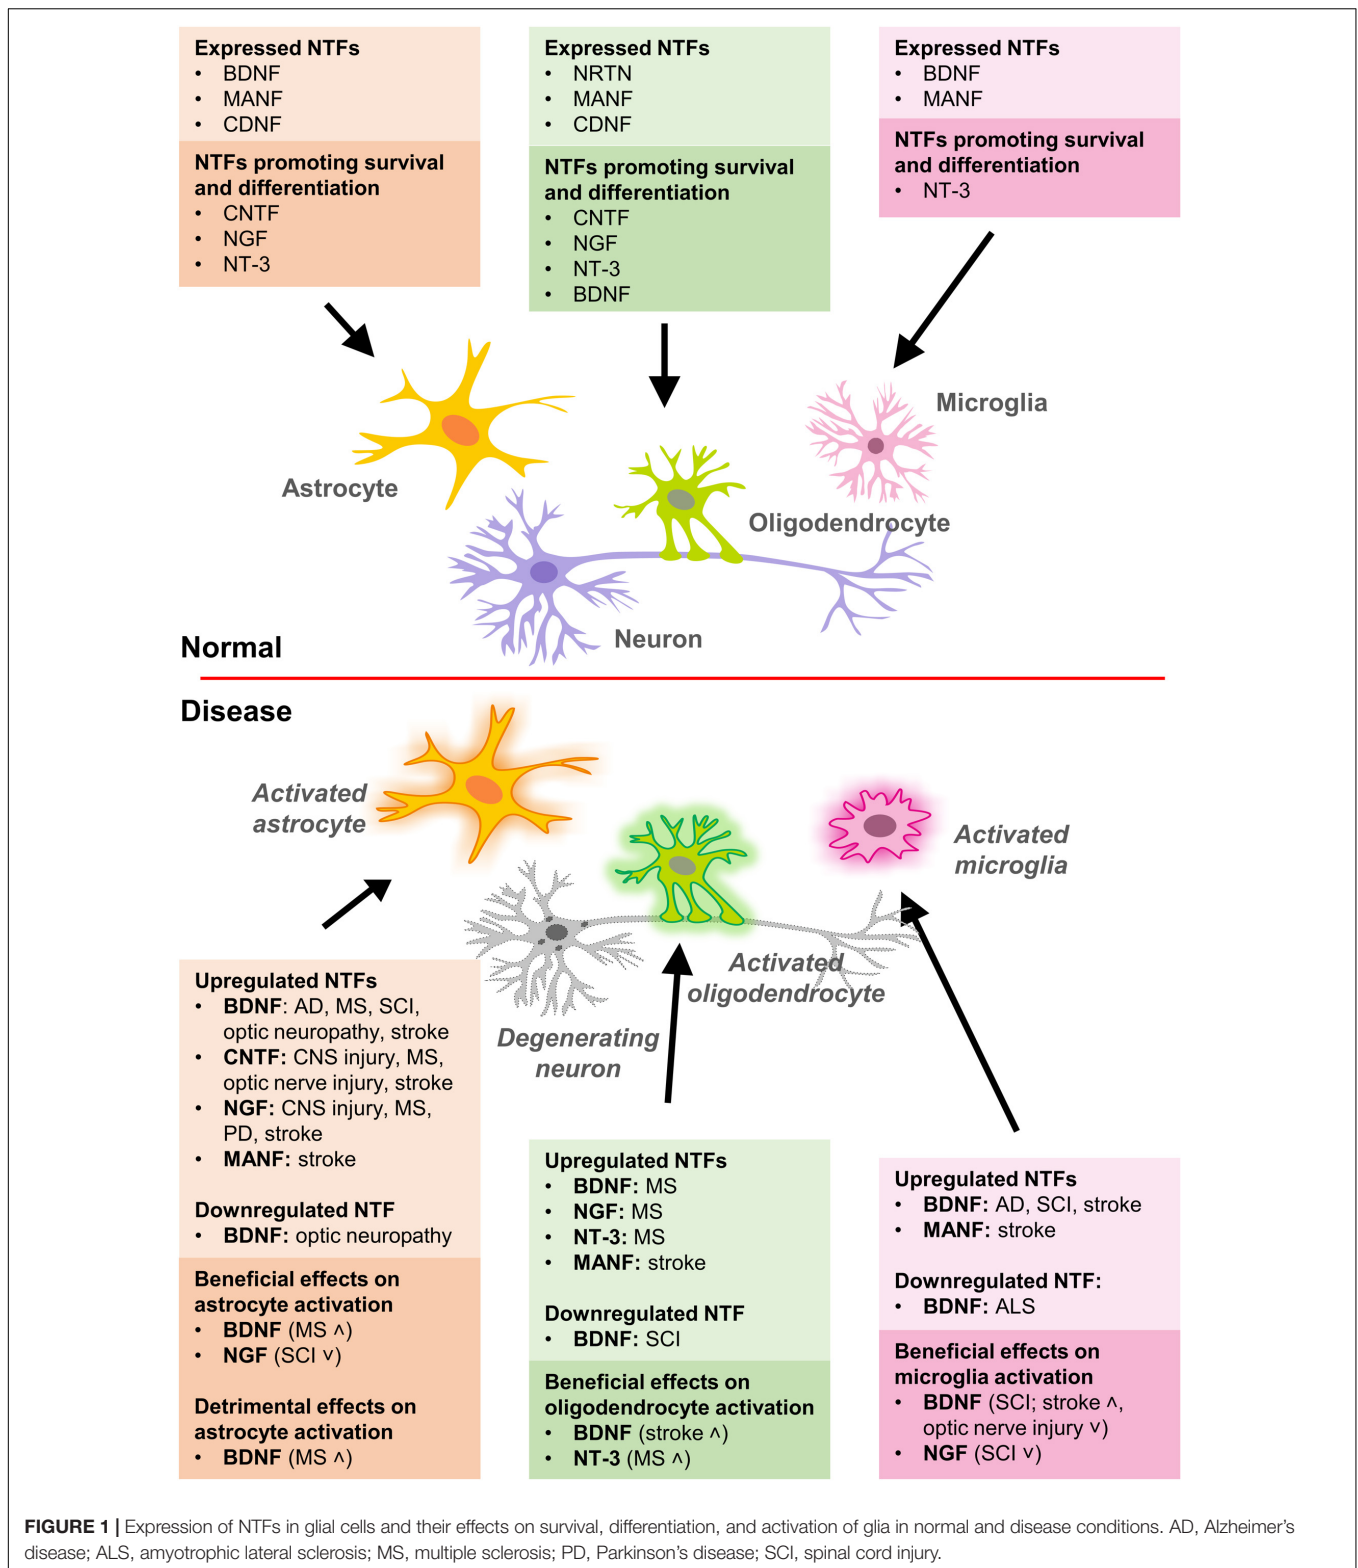 Expressed NTFs
• BDNF
• MANF
• CDNF
NTFs promoting survival
and differentiation
• CNTF
• NGF
• NT-3
Expressed NTFs
• NRTN
• MANF
• CDNF
NTFs promoting survival
and differentiation
• CNTF
• NGF
• NT-3
• BDNF
Expressed NTFs
• BDNF
• MANF
NTFs promoting survival
and differentiation
• NT-3
Astrocyte
Microglia
Oligodendrocyte
Neuron
Normal
Disease
Activated
astrocyte
Activated
microglia
Activated
oligodendrocyte
Degenerating
neuron
Upregulated NTFs
• BDNF: AD, MS, SCI,
optic neuropathy, stroke
• CNTF: CNS injury, MS,
optic nerve injury, stroke
• NGF: CNS injury, MS,
PD, stroke
• MANF: stroke
Downregulated NTF
• BDNF: optic neuropathy
Beneficial effects on
astrocyte activation
• BDNF (MS ˄)
• NGF (SCI ˅)
Detrimental effects on
astrocyte activation
• BDNF (MS ˄)
Upregulated NTFs
• BDNF: MS
• NGF: MS
• NT-3: MS
• MANF: stroke
Downregulated NTF
• BDNF: SCI
Beneficial effects on
oligodendrocyte activation
• BDNF (stroke ˄)
• NT-3 (MS ˄)
Upregulated NTFs
• BDNF: AD, SCI, stroke
• MANF: stroke
Downregulated NTF:
• BDNF: ALS
Beneficial effects on
microglia activation
• BDNF (SCI; stroke ˄,
optic nerve injury ˅)
• NGF (SCI ˅)
FIGURE 1 | Expression of NTFs in glial cells and their effects on survival, differentiation, and activation of glia in normal and disease conditions. AD, Alzheimer's
disease; ALS, amyotrophic lateral sclerosis; MS, multiple sclerosis; PD, Parkinson's disease; SCI, spinal cord injury.